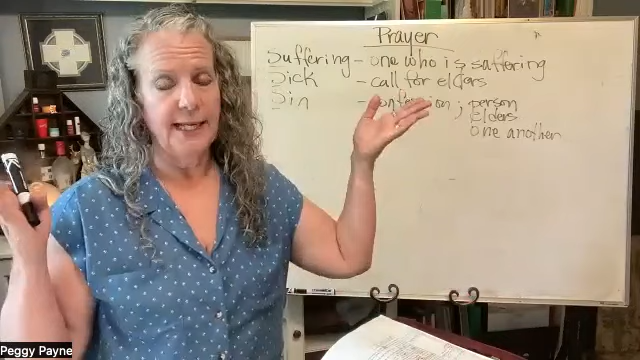 Prayer
Suffering - one who is suffering
Sick - call for elders
Sin - confession, person
elders
one another
Peggy Payne